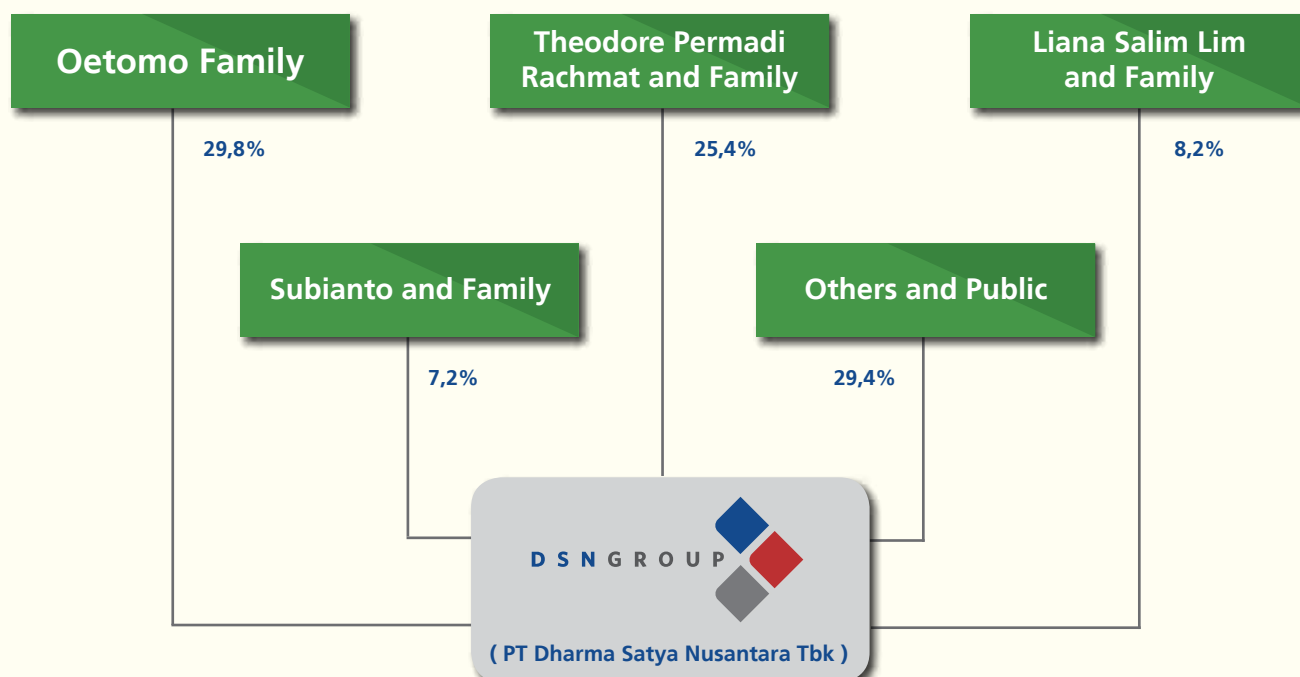 Oetomo Family
Theodore Permadi
Rachmat and Family
Liana Salim Lim
and Family
29,8%
25,4%
8,2%
Subianto and Family
Others and Public
7,2%
29,4%
DSNGROUP
( PT Dharma Satya Nusantara Tbk )